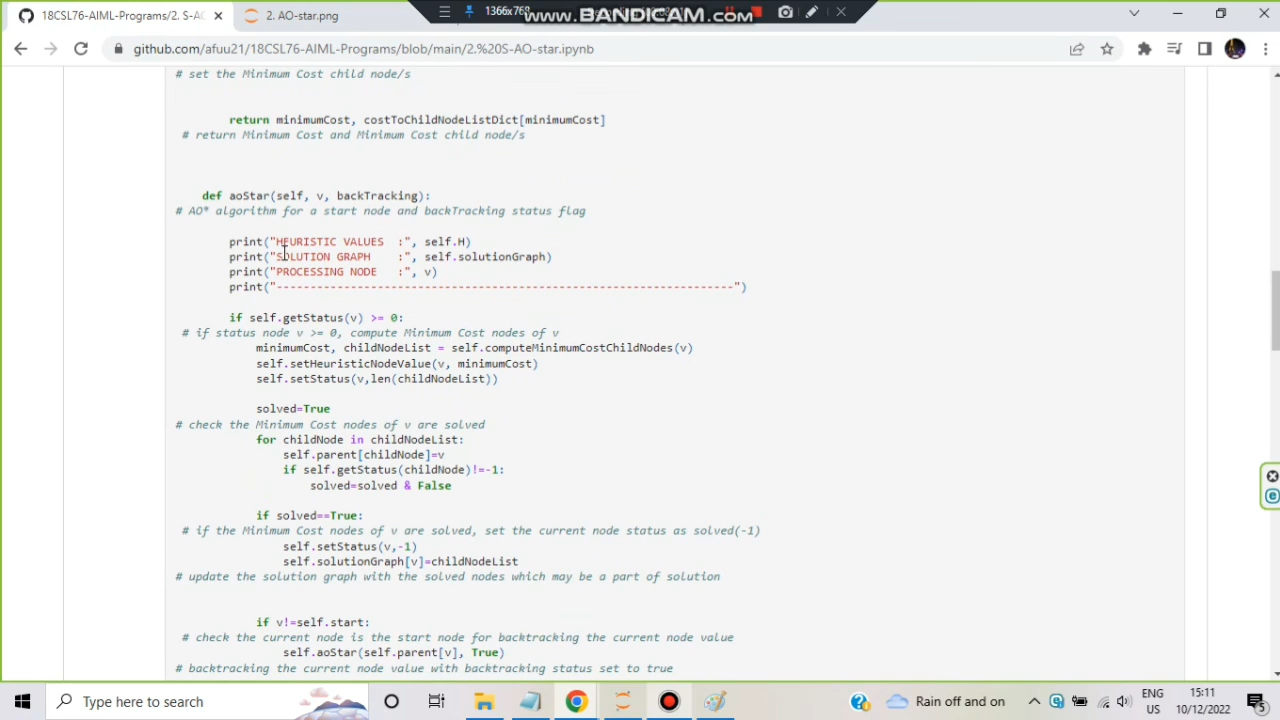 18CSL76-AIML-Programs/2. S-AO
2. AO-star.png
1366x768
www.BANDICAM.com
github.com/afuu21/18CSL76-AIML-Programs/blob/main/2.%20S-AO-star.ipynb
# set the Minimum Cost child node/s
return minimumCost, costToChildNodeListDict[minimumCost]
# return Minimum Cost and Minimum Cost child node/s
def aoStar(self, v, backTracking):
# AO* algorithm for a start node and backTracking status flag
print("HEURISTIC VALUES  :", self.H)
print("SOLUTION GRAPH    :", self.solutionGraph)
print("PROCESSING NODE   :", v)
print("--------------------------------------------------------------------")
if self.getStatus(v) >= 0:
# if status node v >= 0, compute Minimum Cost nodes of v
minimumCost, childNodeList = self.computeMinimumCostChildNodes(v)
self.setHeuristicNodeValue(v, minimumCost)
self.setStatus(v,len(childNodeList))
solved=True
# check the Minimum Cost nodes of v are solved
for childNode in childNodeList:
self.parent[childNode]=v
if self.getStatus(childNode)!=-1:
solved=solved & False
if solved==True:
# if the Minimum Cost nodes of v are solved, set the current node status as solved(-1)
self.setStatus(v,-1)
self.solutionGraph[v]=childNodeList
# update the solution graph with the solved nodes which may be a part of solution
if v!=self.start:
# check the current node is the start node for backtracking the current node value
self.aoStar(self.parent[v], True)
# backtracking the current node value with backtracking status set to true
Type here to search
Rain off and on
ENG
US
15:11
10/12/2022
5